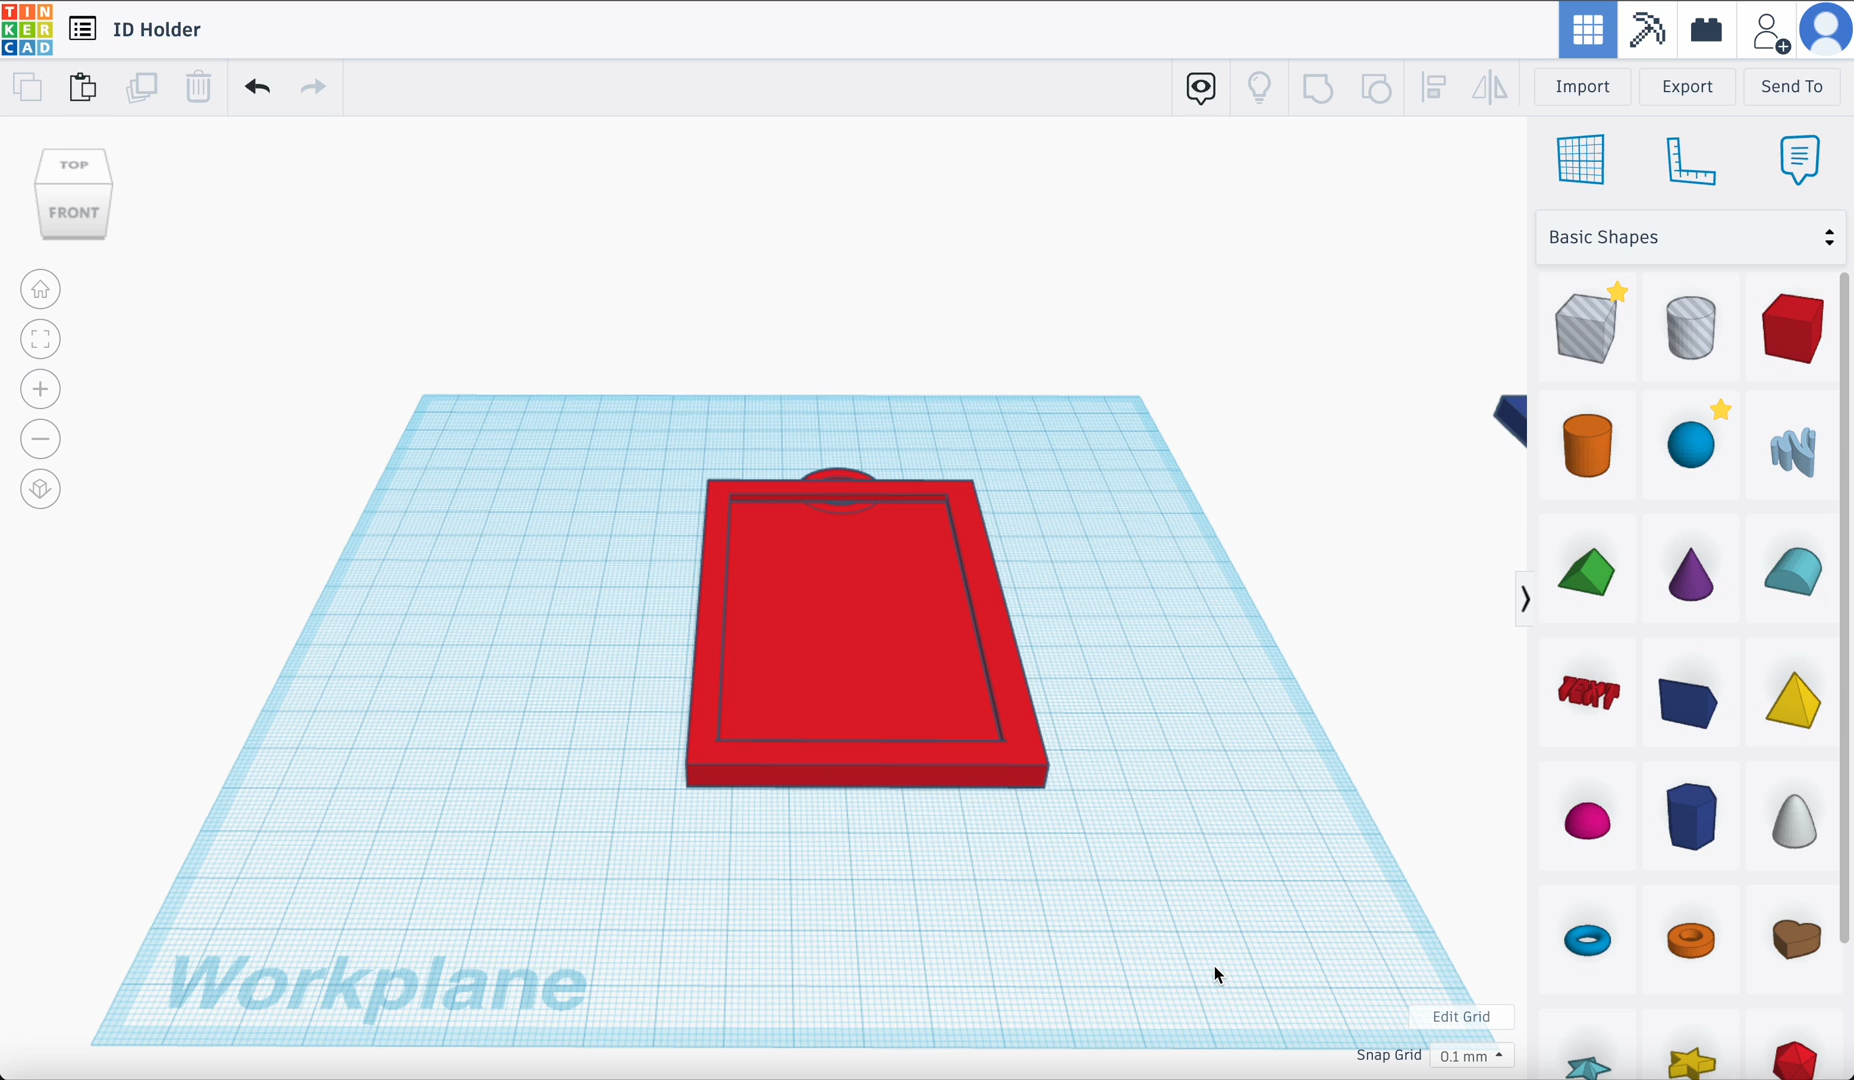 TIN
KER
CAD
ID Holder
Import
Export
Send To
TOP
FRONT
Basic Shapes
TEXT
Workplane
Edit Grid
Snap Grid
0.1 mm